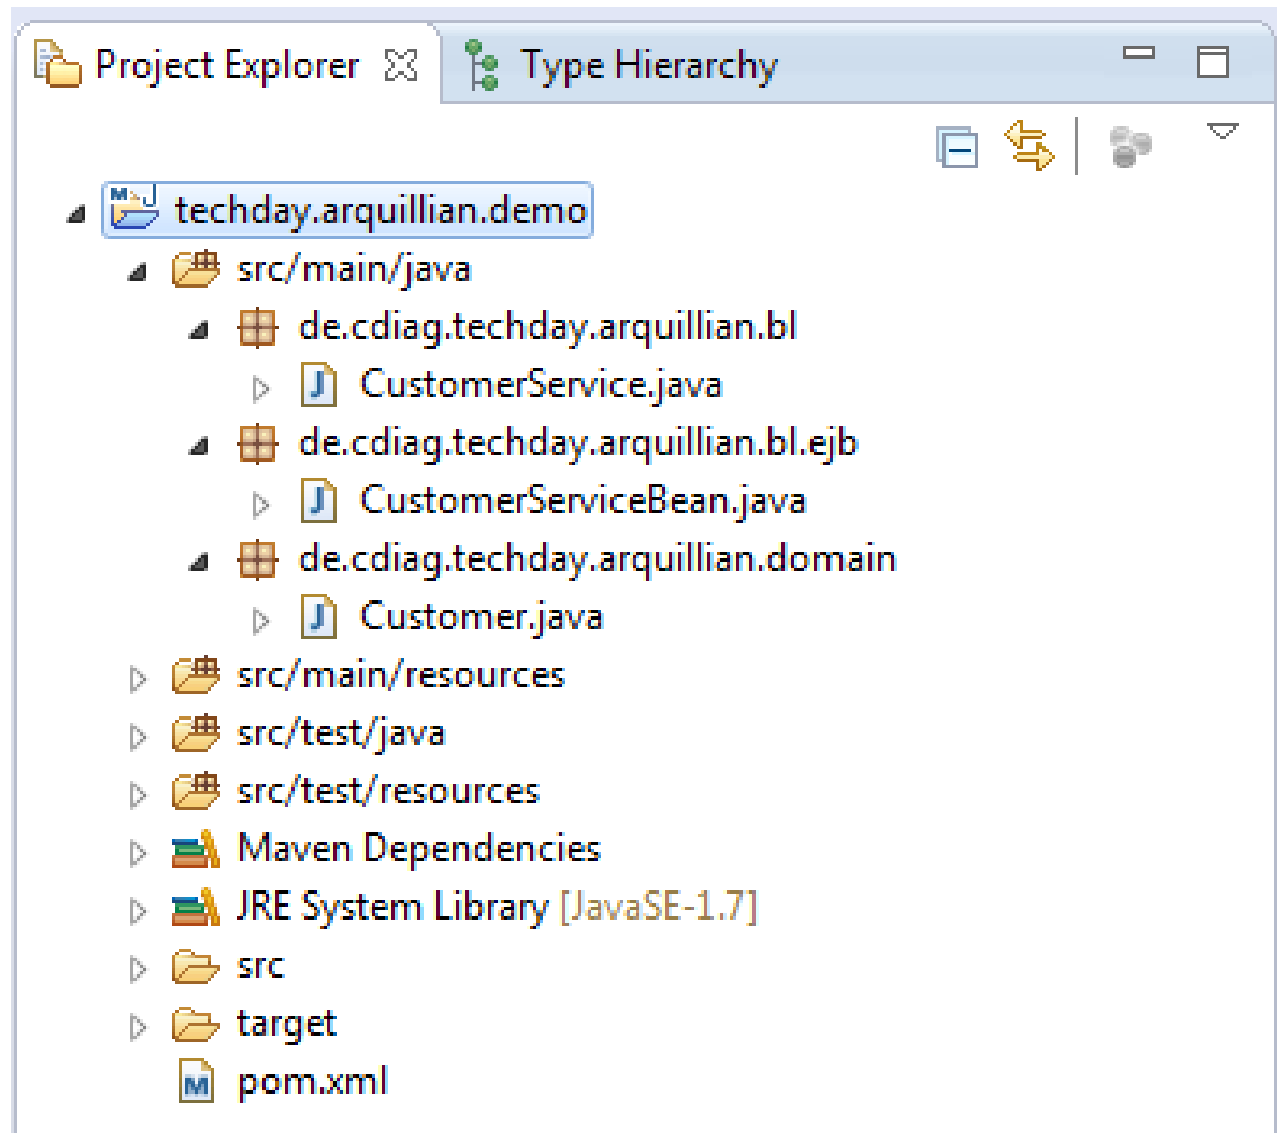 Project Explorer Type Hierarchy
techday.arquillian.demo
src/main/java
de.cdiag.techday.arquillian.bl
CustomerService.java
de.cdiag.techday.arquillian.bl.ejb
CustomerServiceBean.java
de.cdiag.techday.arquillian.domain
Customer.java
src/main/resources
src/test/java
src/test/resources
Maven Dependencies
JRE System Library [JavaSE-1.7]
src
target
pom.xml